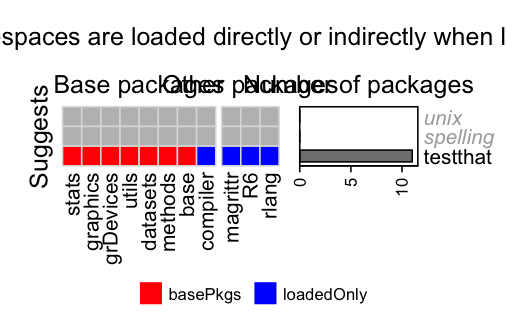 spaces are loaded directly or indirectly when l
Base packages Other packages Number of packages
Suggests
unix
spelling
testthat
0 5 10
stats
graphics
grDevices
utils
datasets
methods
base
compiler
magrittr
R6
rlang
basePkgs loadedOnly